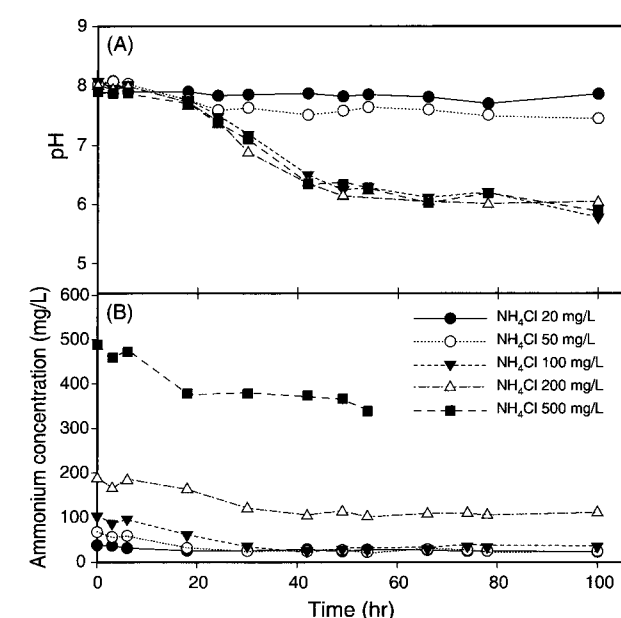 (A)
pH
9
8
7
6
5
(B)
Ammonium concentration (mg/L)
600
500
400
300
200
100
0
NH₄Cl 20 mg/L
NH₄Cl 50 mg/L
NH₄Cl 100 mg/L
NH₄Cl 200 mg/L
NH₄Cl 500 mg/L
0 20 40 60 80 100
Time (hr)